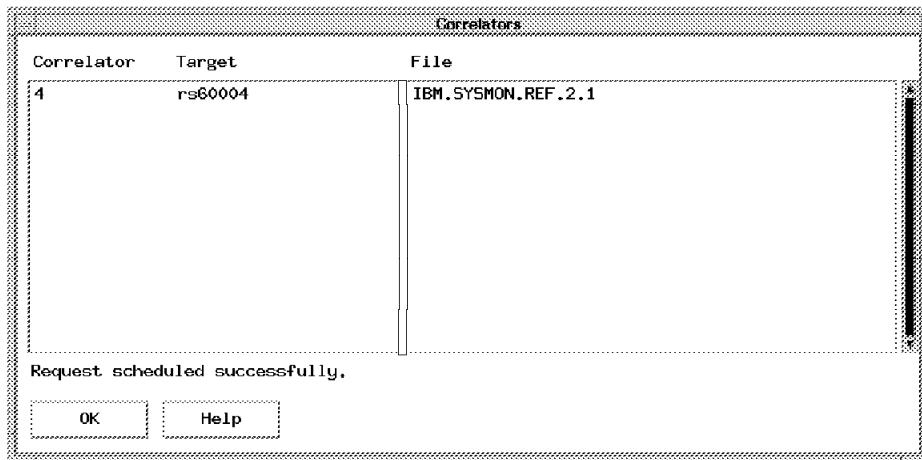 Correlators
Correlator Target File
4 rs60004 IBM.SYSMON.REF.2.1
Request scheduled successfully.
OK Help